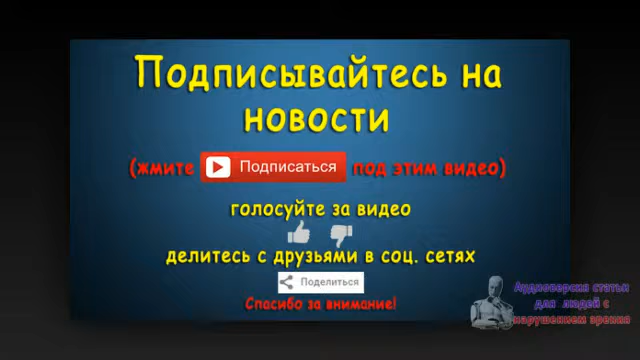 Подписывайтесь на
новости
(жмите Подписаться под этим видео)
голосуйте за видео
делитесь с друзьями в соц. сетях
Поделиться
Спасибо за внимание!
Аудиоверсия статьи
для людей с
нарушением зрения